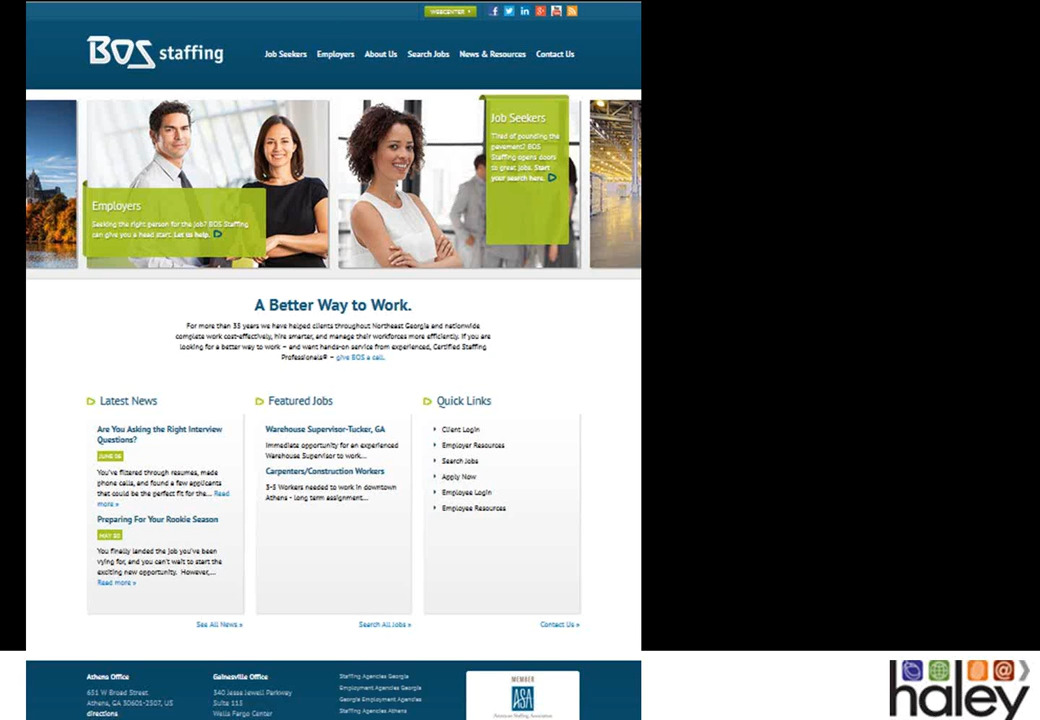 WEBCENTER
BOS staffing
Job Seekers Employers About Us Search Jobs News & Resources Contact Us
Employers
Seeking the right person for the job? BOS Staffing
can give you a head start. Let us help.
Job Seekers
Tired of pounding the
pavement? BOS
Staffing opens doors
to great jobs. Start
your search here.
A Better Way to Work.
For more than 35 years we have helped clients throughout Northeast Georgia and nationwide
complete work cost-effectively, hire smarter, and manage their workforces more efficiently. If you are
looking for a better way to work – and want hands-on service from experienced, Certified Staffing
Professionals® – give BOS a call.
Latest News
Are You Asking the Right Interview
Questions?
JUNE 06
You've filtered through resumes, made
phone calls, and found a few applicants
that could be the perfect fit for the... Read
more »
Preparing For Your Rookie Season
MAY 20
You finally landed the job you've been
vying for, and you can't wait to start the
exciting new opportunity. However,...
Read more »
See All News »
Featured Jobs
Warehouse Supervisor-Tucker, GA
Immediate opportunity for an experienced
Warehouse Supervisor to work...
Carpenters/Construction Workers
3-5 Workers needed to work in downtown
Athens - long term assignment...
Search All Jobs »
Quick Links
Client Login
Employer Resources
Search Jobs
Apply Now
Employee Login
Employee Resources
Contact Us »
Athens Office
651 W Broad Street
Athens, GA 30601-2307, US
directions
Gainesville Office
340 Jesse Jewell Parkway
Suite 113
Wells Fargo Center
Staffing Agencies Georgia
Employment Agencies Georgia
Georgia Employment Agencies
Staffing Agencies Athens
MEMBER
ASA
American Staffing Association
haley